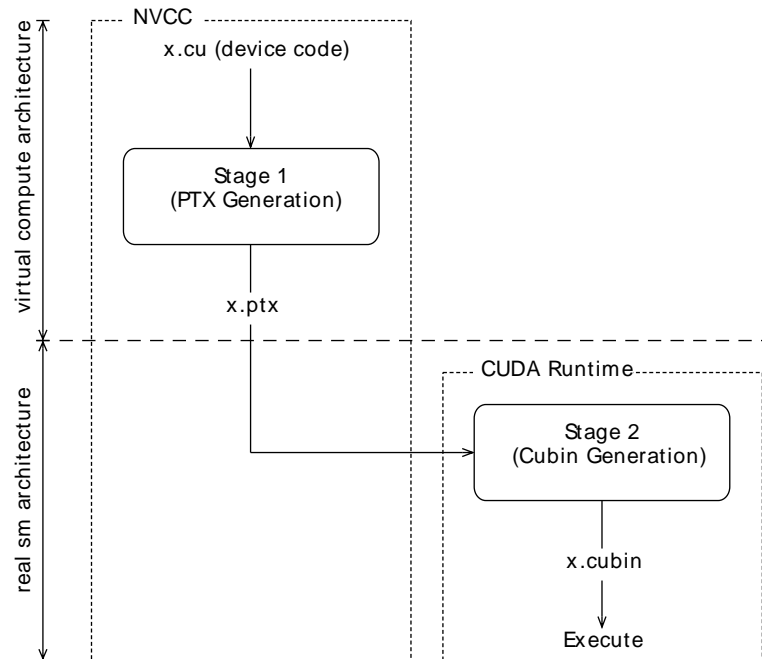 NVCC
x.cu (device code)
virtual compute architecture
Stage 1
(PTX Generation)
x.ptx
real sm architecture
CUDA Runtime
Stage 2
(Cubin Generation)
x.cubin
Execute